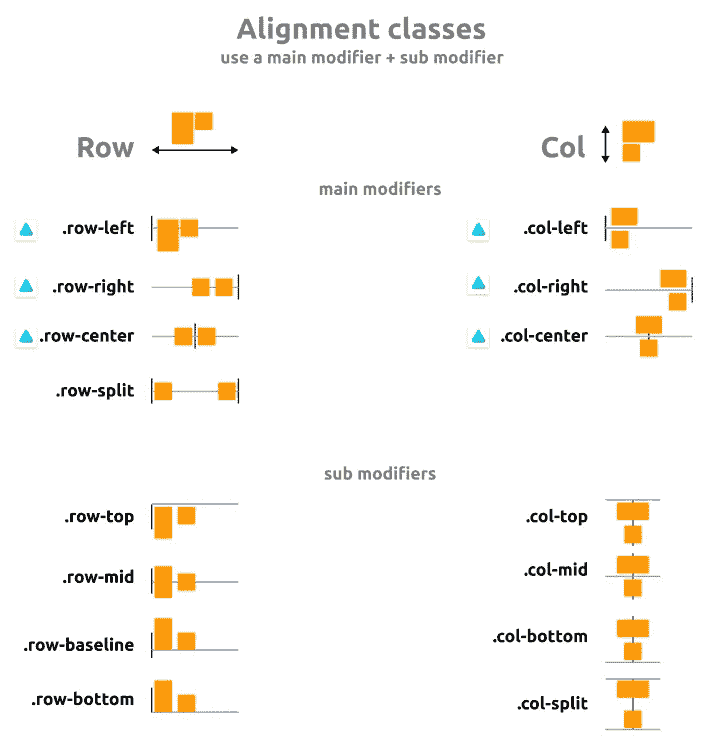 Alignment classes
use a main modifier + sub modifier
Row
Col
main modifiers
.row-left
.col-left
.row-right
.col-right
.row-center
.col-center
.row-split
sub modifiers
.row-top
.col-top
.row-mid
.col-mid
.row-baseline
.col-bottom
.row-bottom
.col-split